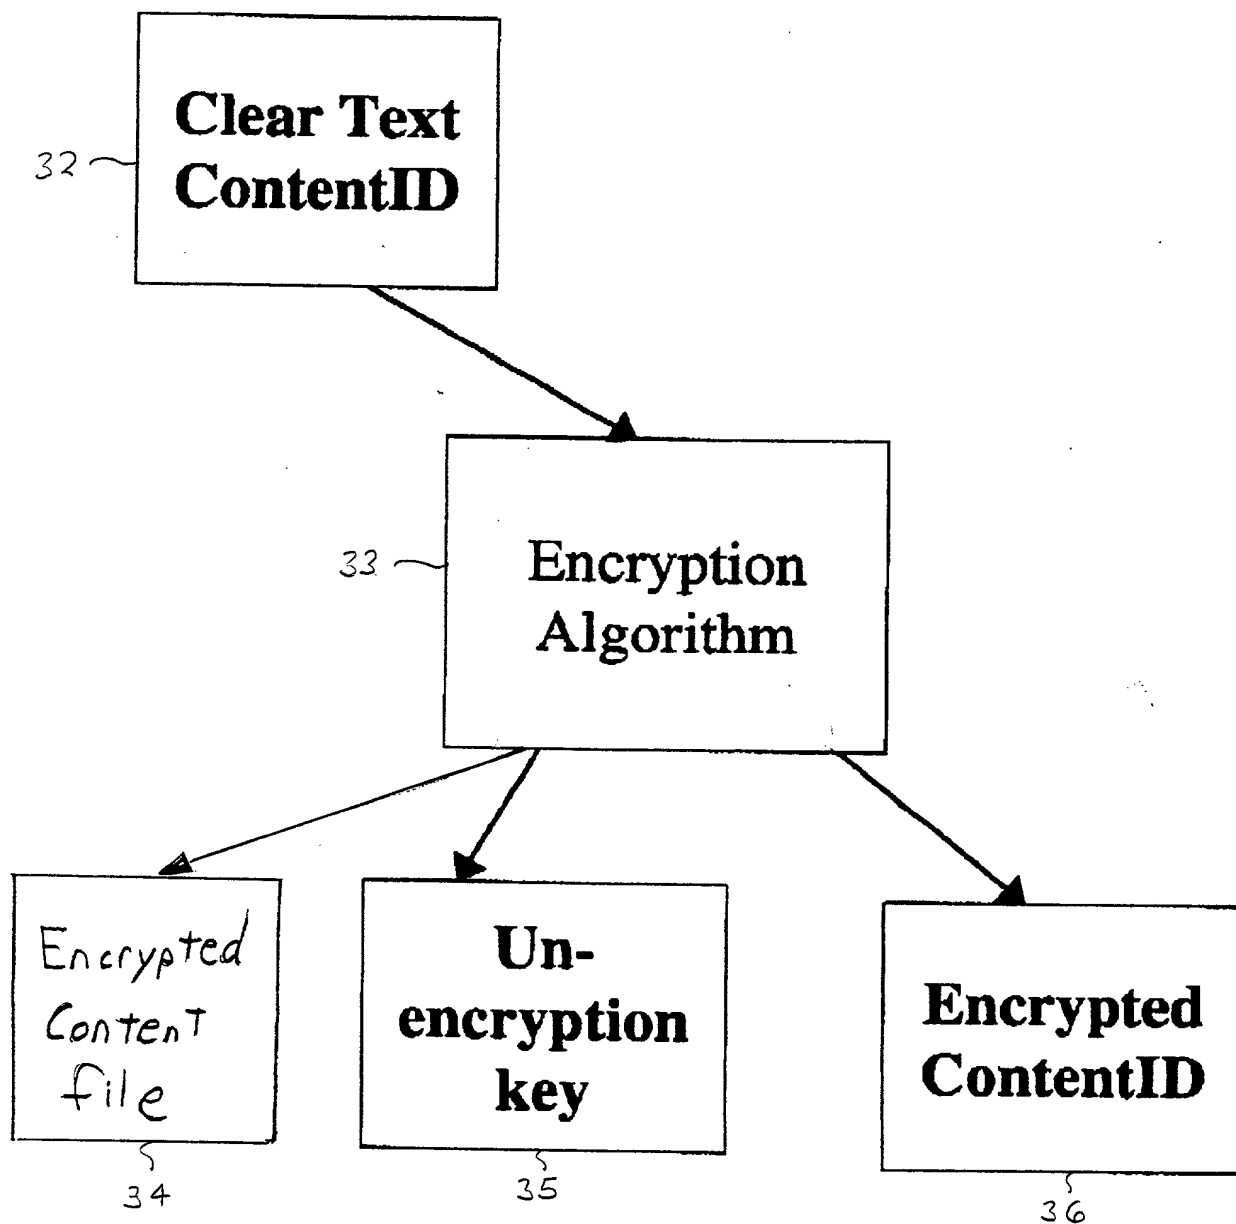 Clear Text
ContentID
32
Encryption
Algorithm
33
Encrypted
Content
file
34
Un-
encryption
key
35
Encrypted
ContentID
36